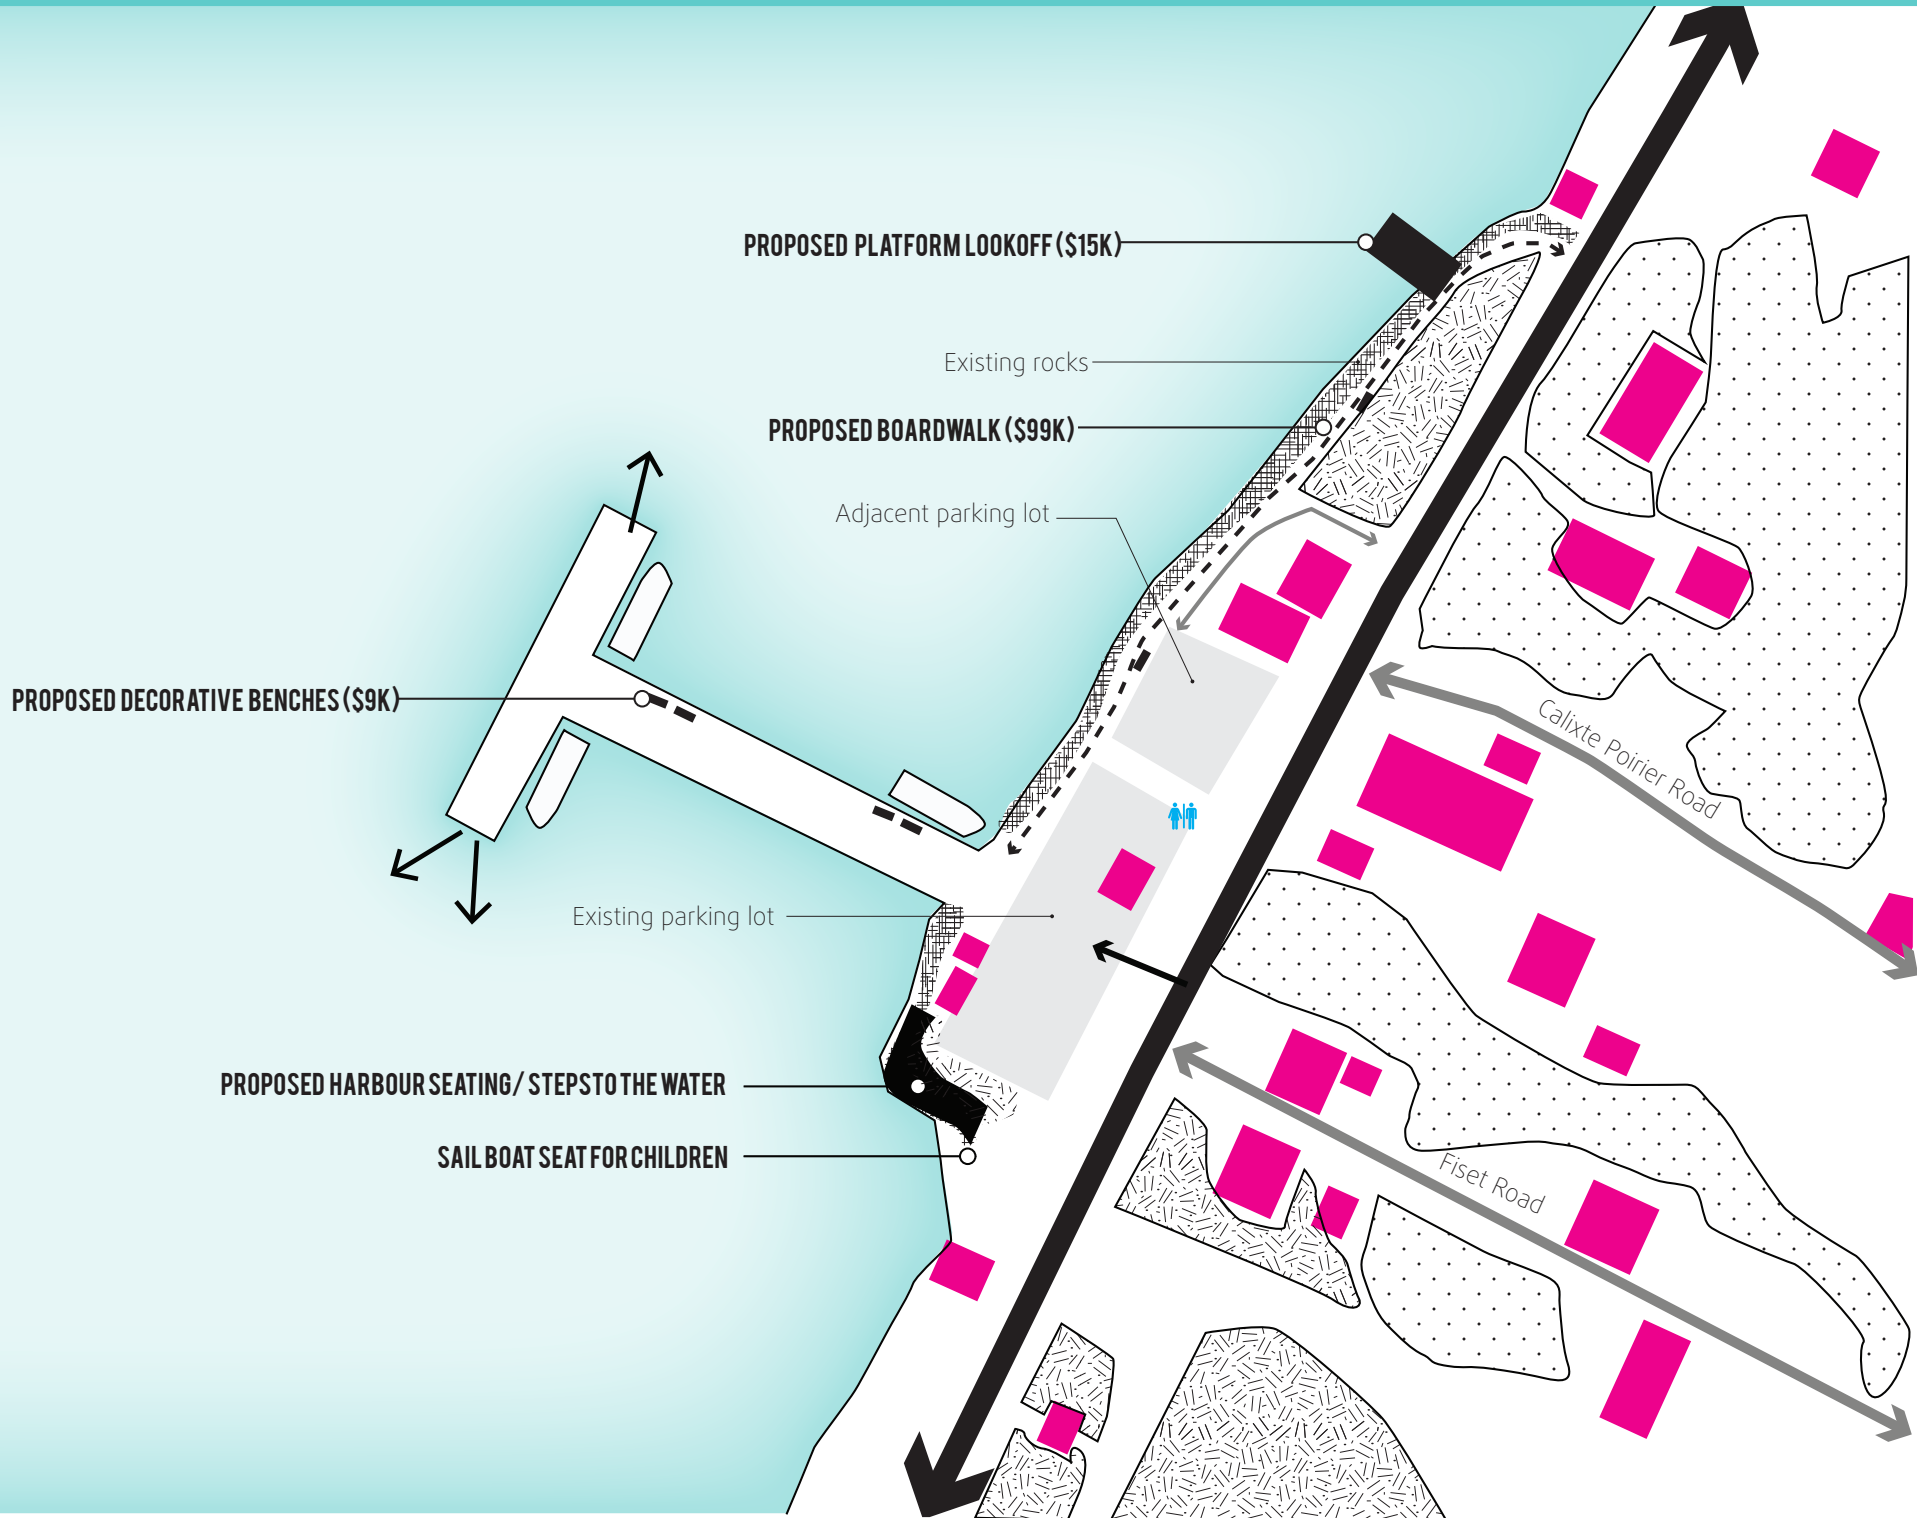 PROPOSED PLATFORM LOOKOFF ($15K)
Existing rocks
PROPOSED BOARDWALK ($99K)
Adjacent parking lot
PROPOSED DECORATIVE BENCHES ($9K)
Calixte Poirier Road
Existing parking lot
PROPOSED HARBOUR SEATING/ STEPS TO THE WATER
SAIL BOAT SEAT FOR CHILDREN
Fiset Road